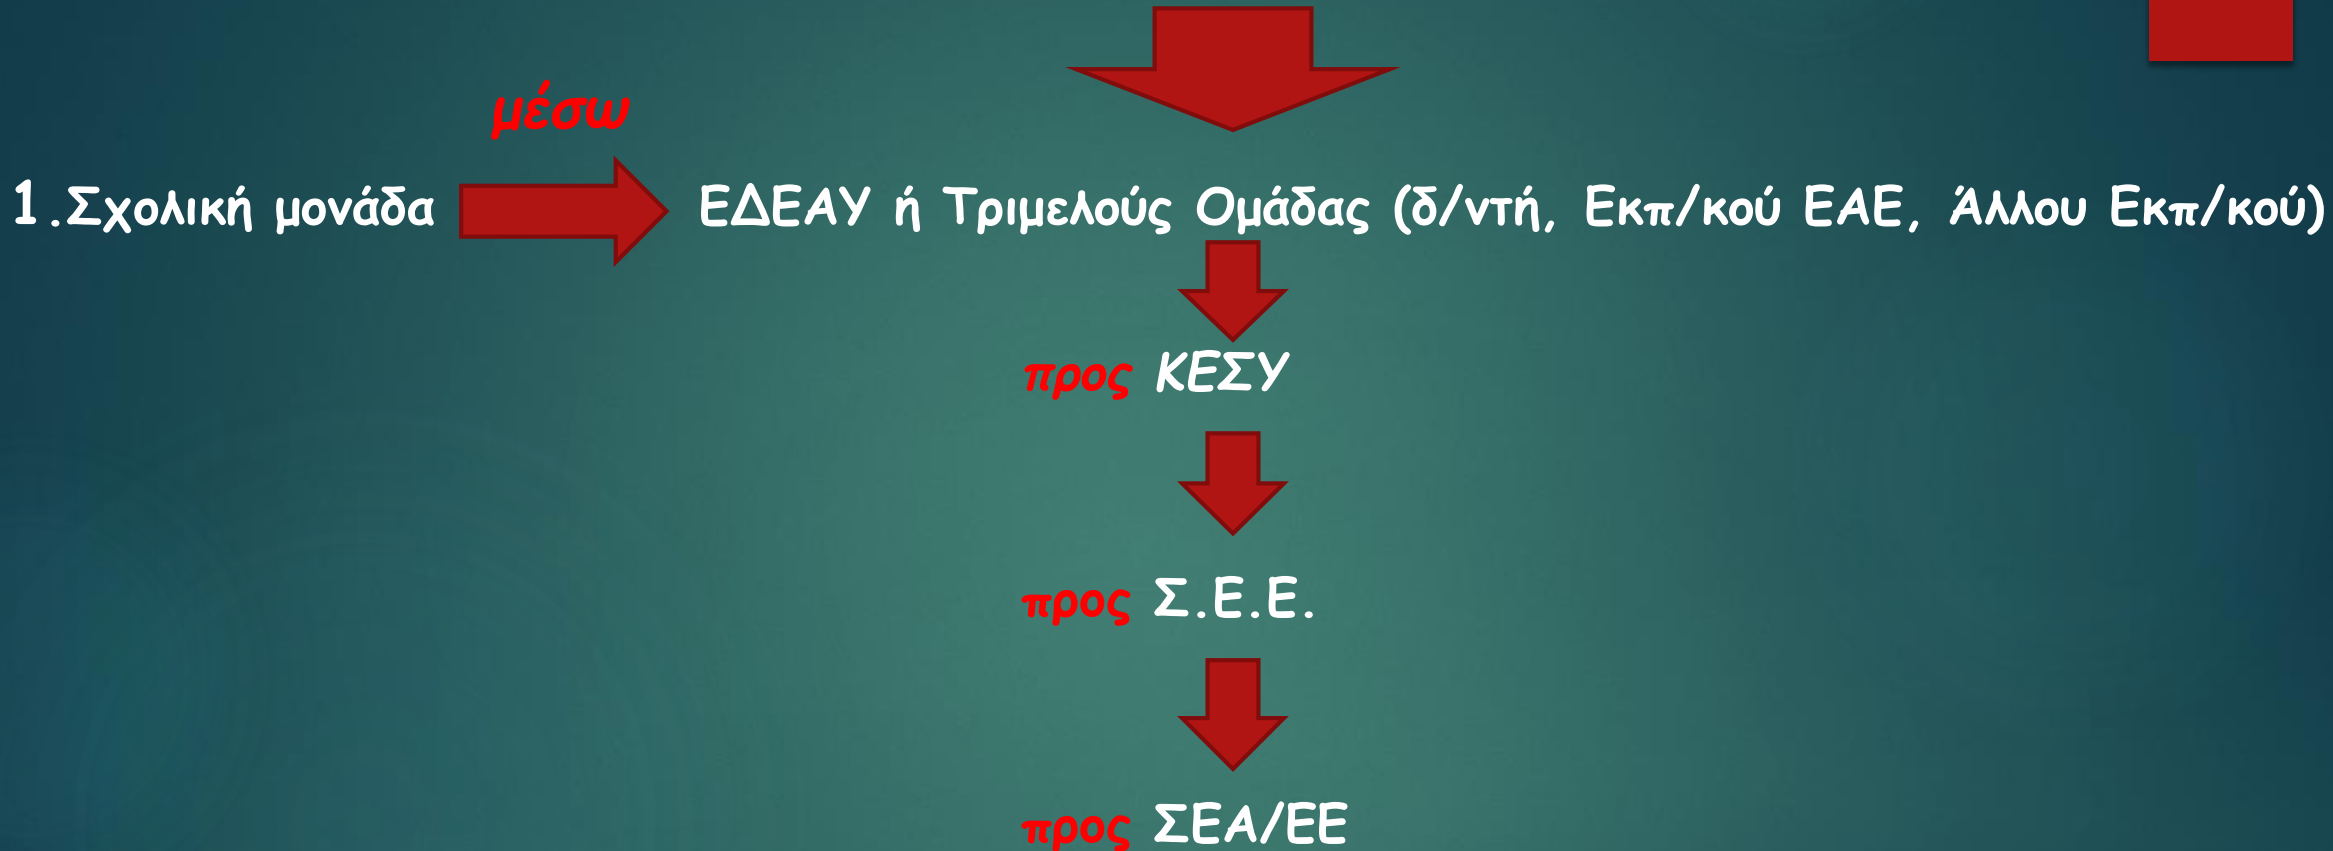 μέσω
1.Σχολική μονάδα ΕΔΕΑΥ ή Τριμελούς Ομάδας (δ/ντή, Εκπ/κού ΕΑΕ, Άλλου Εκπ/κού)
προς ΚΕΣΥ
προς Σ.Ε.Ε.
προς ΣΕΑ/ΕΕ